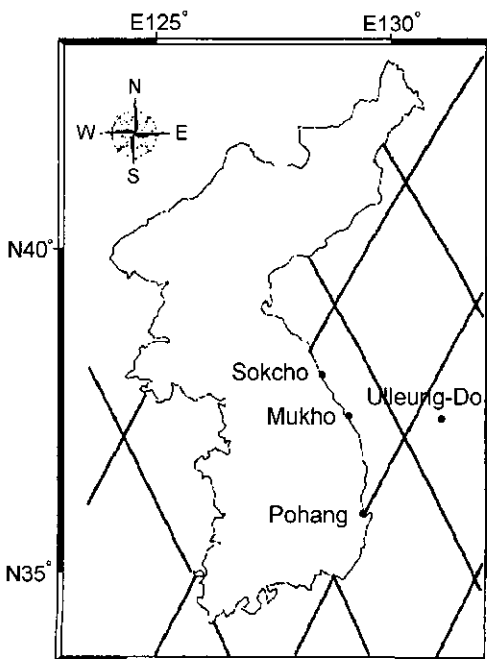 E125°
E130°
N
W
E
S
N40°
Sokcho
Ulleung-Do
Mukho
Pohang
N35°